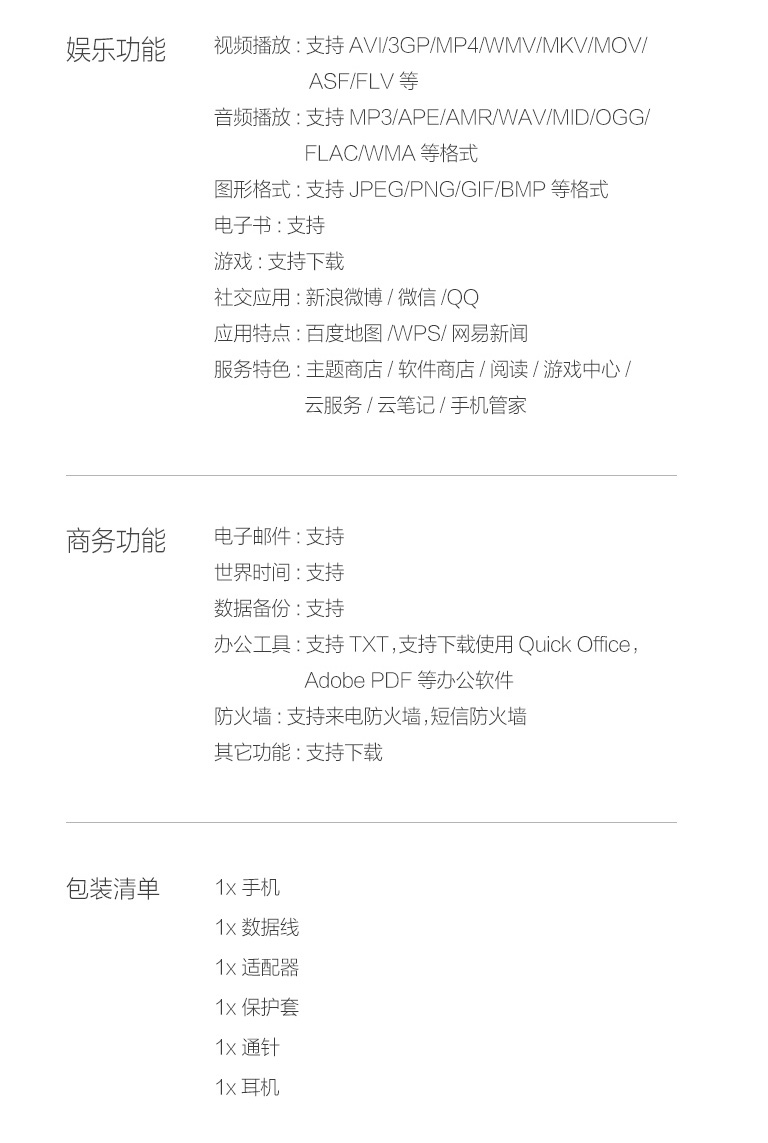 娱乐功能
视频播放 : 支持 AVI/3GP/MP4/WMV/MKV/MOV/
ASF/FLV 等
音频播放 : 支持 MP3/APE/AMR/WAV/MID/OGG/
FLAC/WMA 等格式
图形格式 : 支持 JPEG/PNG/GIF/BMP 等格式
电子书 : 支持
游戏 : 支持下载
社交应用 : 新浪微博 / 微信 /QQ
应用特点 : 百度地图 /WPS/ 网易新闻
服务特色 : 主题商店 / 软件商店 / 阅读 / 游戏中心 /
云服务 / 云笔记 / 手机管家
商务功能
电子邮件 : 支持
世界时间 : 支持
数据备份 : 支持
办公工具 : 支持 TXT,支持下载使用 Quick Office,
Adobe PDF 等办公软件
防火墙 : 支持来电防火墙,短信防火墙
其它功能 : 支持下载
包装清单
1x 手机
1x 数据线
1x 适配器
1x 保护套
1x 通针
1x 耳机